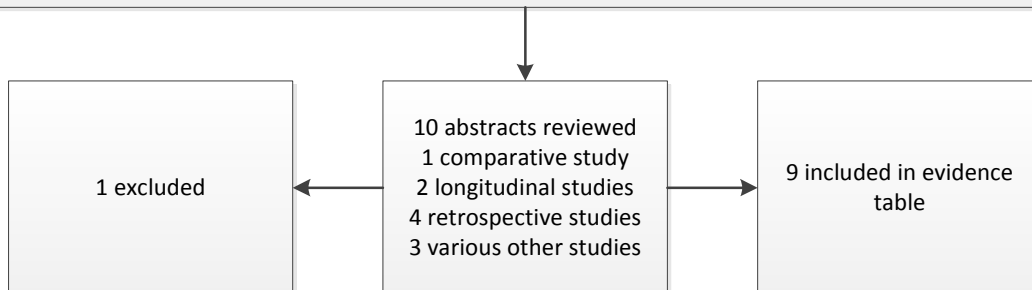 1 excluded
10 abstracts reviewed
1 comparative study
2 longitudinal studies
4 retrospective studies
3 various other studies
9 included in evidence
table